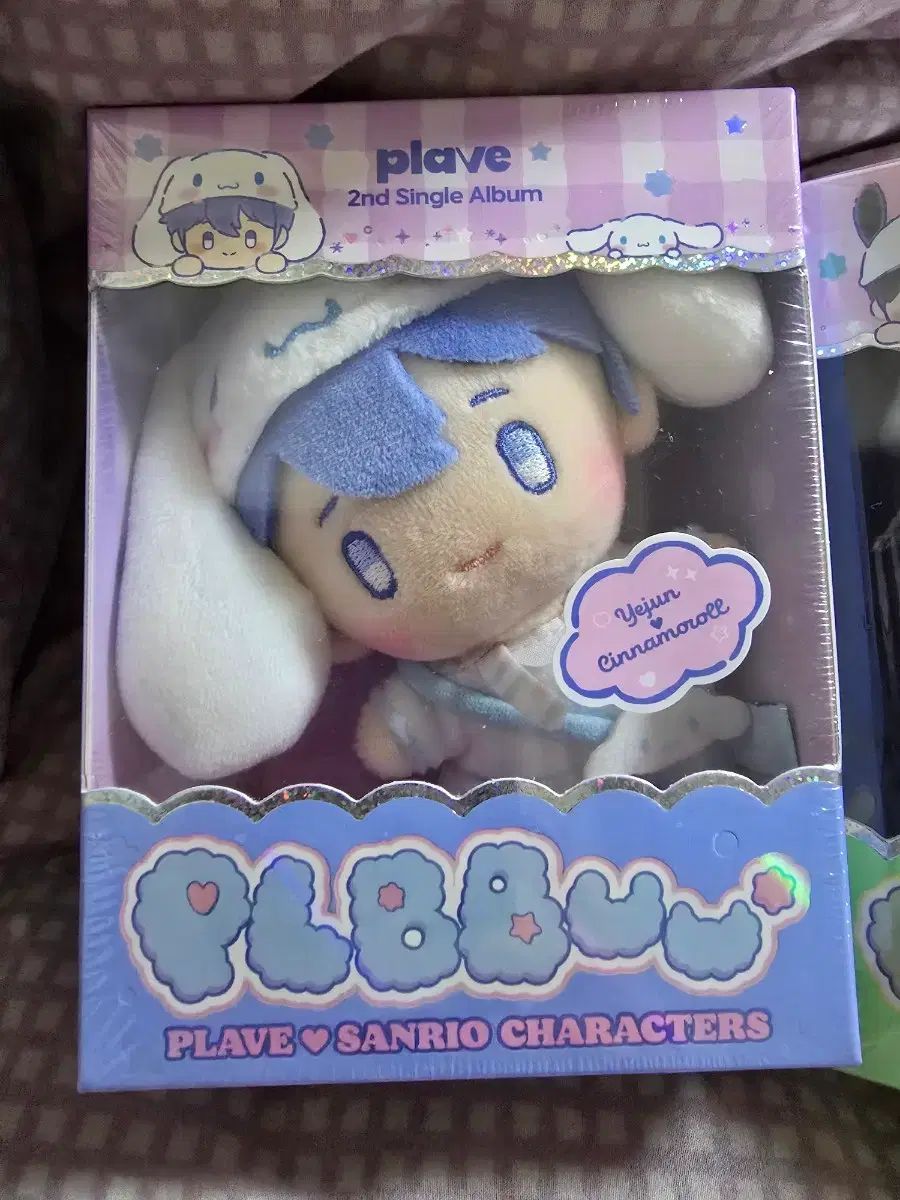 plave
2nd Single Album
Yejun
Cinnamoroll
PLBBUU
PLAVE ♥ SANRIO CHARACTERS